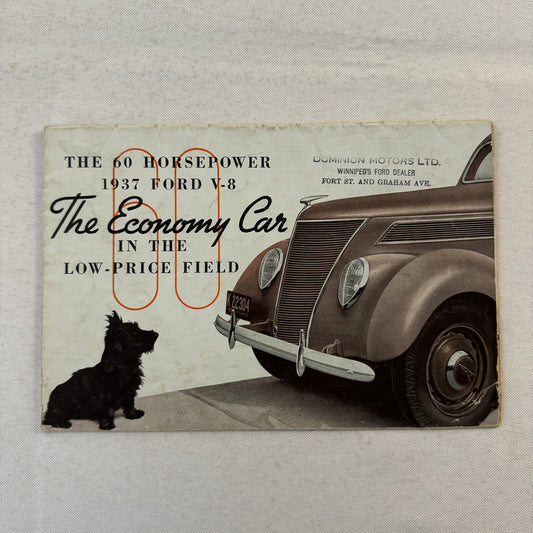 THE 60 HORSEPOWER
1937 FORD V-8
The Economy Car
IN THE
LOW-PRICE FIELD
60
DOMINION MOTORS LTD.
WINNIPEG'S FORD DEALER
FORT ST. AND GRAHAM AVE.
22304